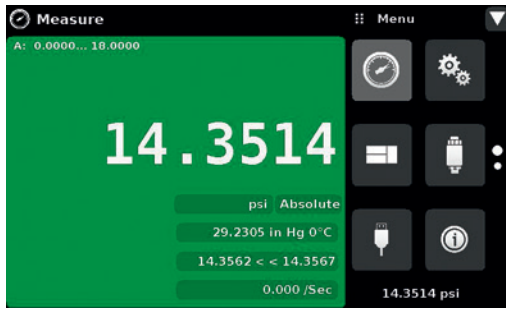 Measure
Menu
A: 0.0000... 18.0000
14.3514
psi Absolute
29.2305 in Hg 0°C
14.3562 < < 14.3567
0.000 /Sec
14.3514 psi